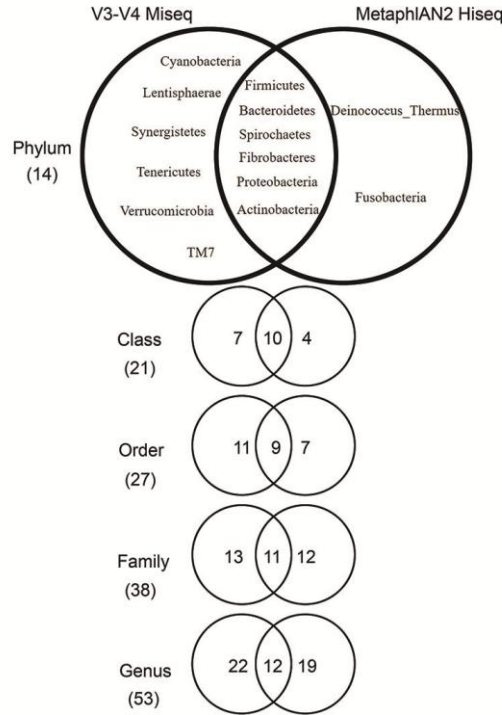 V3-V4 Miseq MetaphlAN2 Hiseq
Cyanobacteria
Lentisphaerae
Synergistetes
Tenericutes
Verrucomicrobia
TM7
Firmicutes
Bacteroidetes
Spirochaetes
Fibrobacteres
Proteobacteria
Actinobacteria
Deinococcus_Thermus
Fusobacteria
Phylum
(14)
Class
(21)
7 10 4
Order
(27)
11 9 7
Family
(38)
13 11 12
Genus
(53)
22 12 19